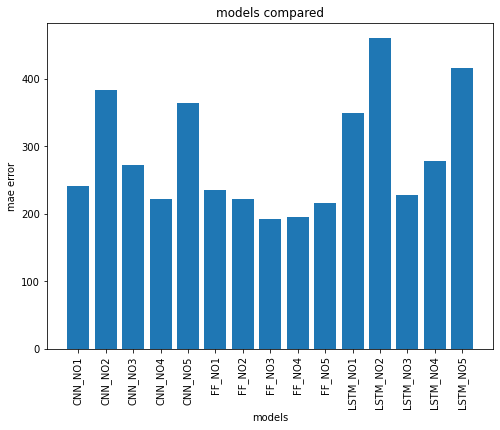 models compared
mae error
400
300
200
100
0
CNN_NO1
CNN_NO2
CNN_NO3
CNN_NO4
CNN_NO5
FF_NO1
FF_NO2
FF_NO3
FF_NO4
FF_NO5
LSTM_NO1
LSTM_NO2
LSTM_NO3
LSTM_NO4
LSTM_NO5
models